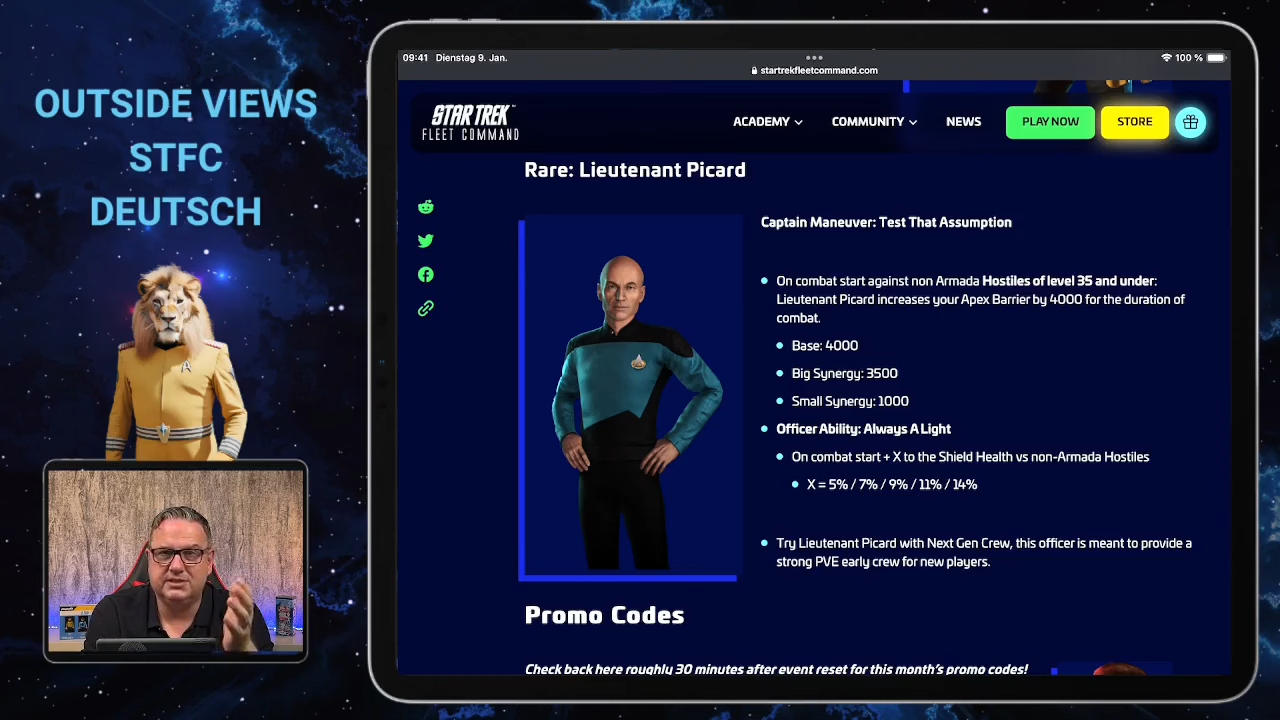 OUTSIDE VIEWS
STFC
DEUTSCH
09:41 Dienstag 9. Jan.
100 %
startrekfleetcommand.com
STAR TREK
FLEET COMMAND
ACADEMY
COMMUNITY
NEWS
PLAY NOW
STORE
Rare: Lieutenant Picard
Captain Maneuver: Test That Assumption
On combat start against non Armada Hostiles of level 35 and under:
Lieutenant Picard increases your Apex Barrier by 4000 for the duration of
combat.
Base: 4000
Big Synergy: 3500
Small Synergy: 1000
Officer Ability: Always A Light
On combat start + X to the Shield Health vs non-Armada Hostiles
X = 5% / 7% / 9% / 11% / 14%
Try Lieutenant Picard with Next Gen Crew, this officer is meant to provide a
strong PVE early crew for new players.
Promo Codes
Check back here roughly 30 minutes after event reset for this month's promo codes!